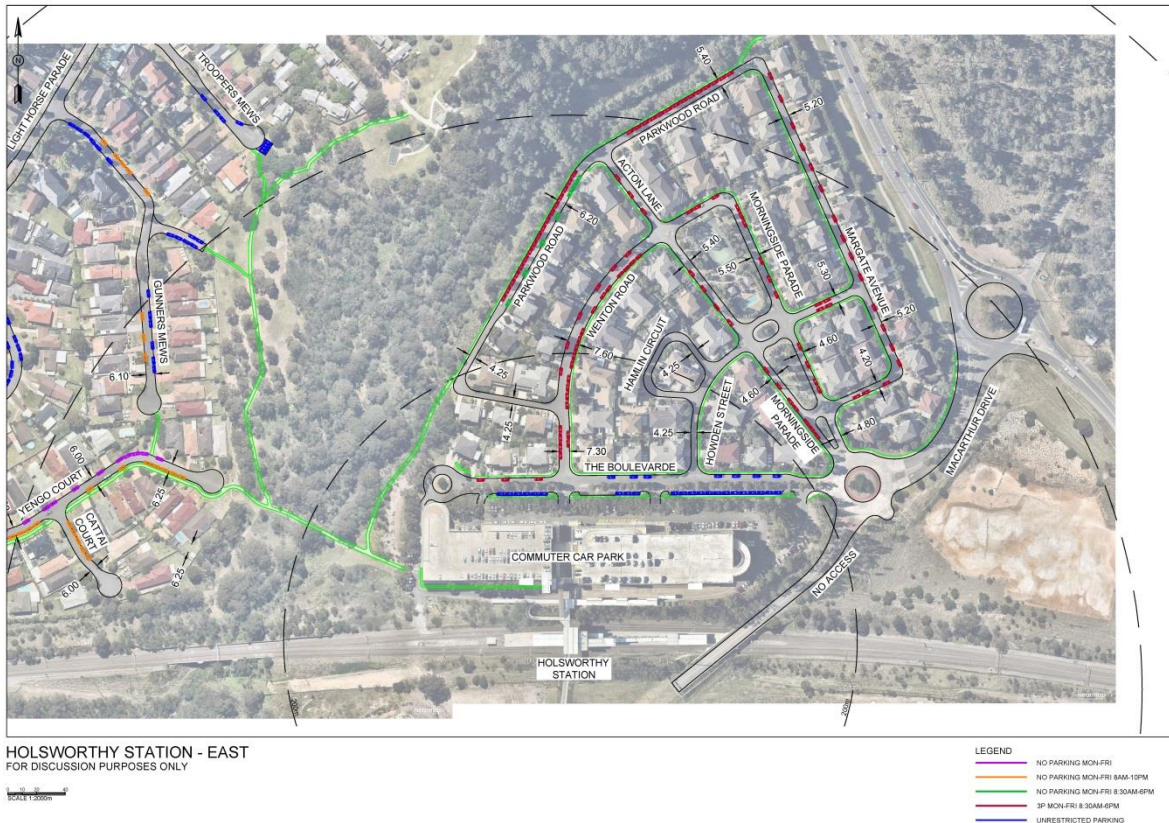 N
LIGHT HORSE PARADE
TROOPERS MEWS
5.40
PARKWOOD ROAD
5.20
ACTON LANE
6.20
PARKWOOD ROAD
MORNINGSIDE PARADE
5.40
5.50
MARGATE AVENUE
5.30
WENTON ROAD
GUNNERS MEWS
5.20
7.60
HAMLIN CIRCUIT
4.60
6.10
4.25
4.25
4.20
4.60
MORNINGSIDE
PARADE
MACARTHUR DRIVE
4.25
4.25
HOWDEN STREET
4.80
7.30
6.00
YENGO COURT
6.25
THE BOULEVARDE
CATTAI
COURT
6.25
6.00
COMMUTER CAR PARK
NO ACCESS
HOLSWORTHY
STATION
200m
200m
HOLSWORTHY STATION - EAST
FOR DISCUSSION PURPOSES ONLY
0 10 20 40
SCALE 1:2000m
LEGEND
NO PARKING MON-FRI
NO PARKING MON-FRI 8AM-10PM
NO PARKING MON-FRI 8:30AM-6PM
3P MON-FRI 8:30AM-6PM
UNRESTRICTED PARKING